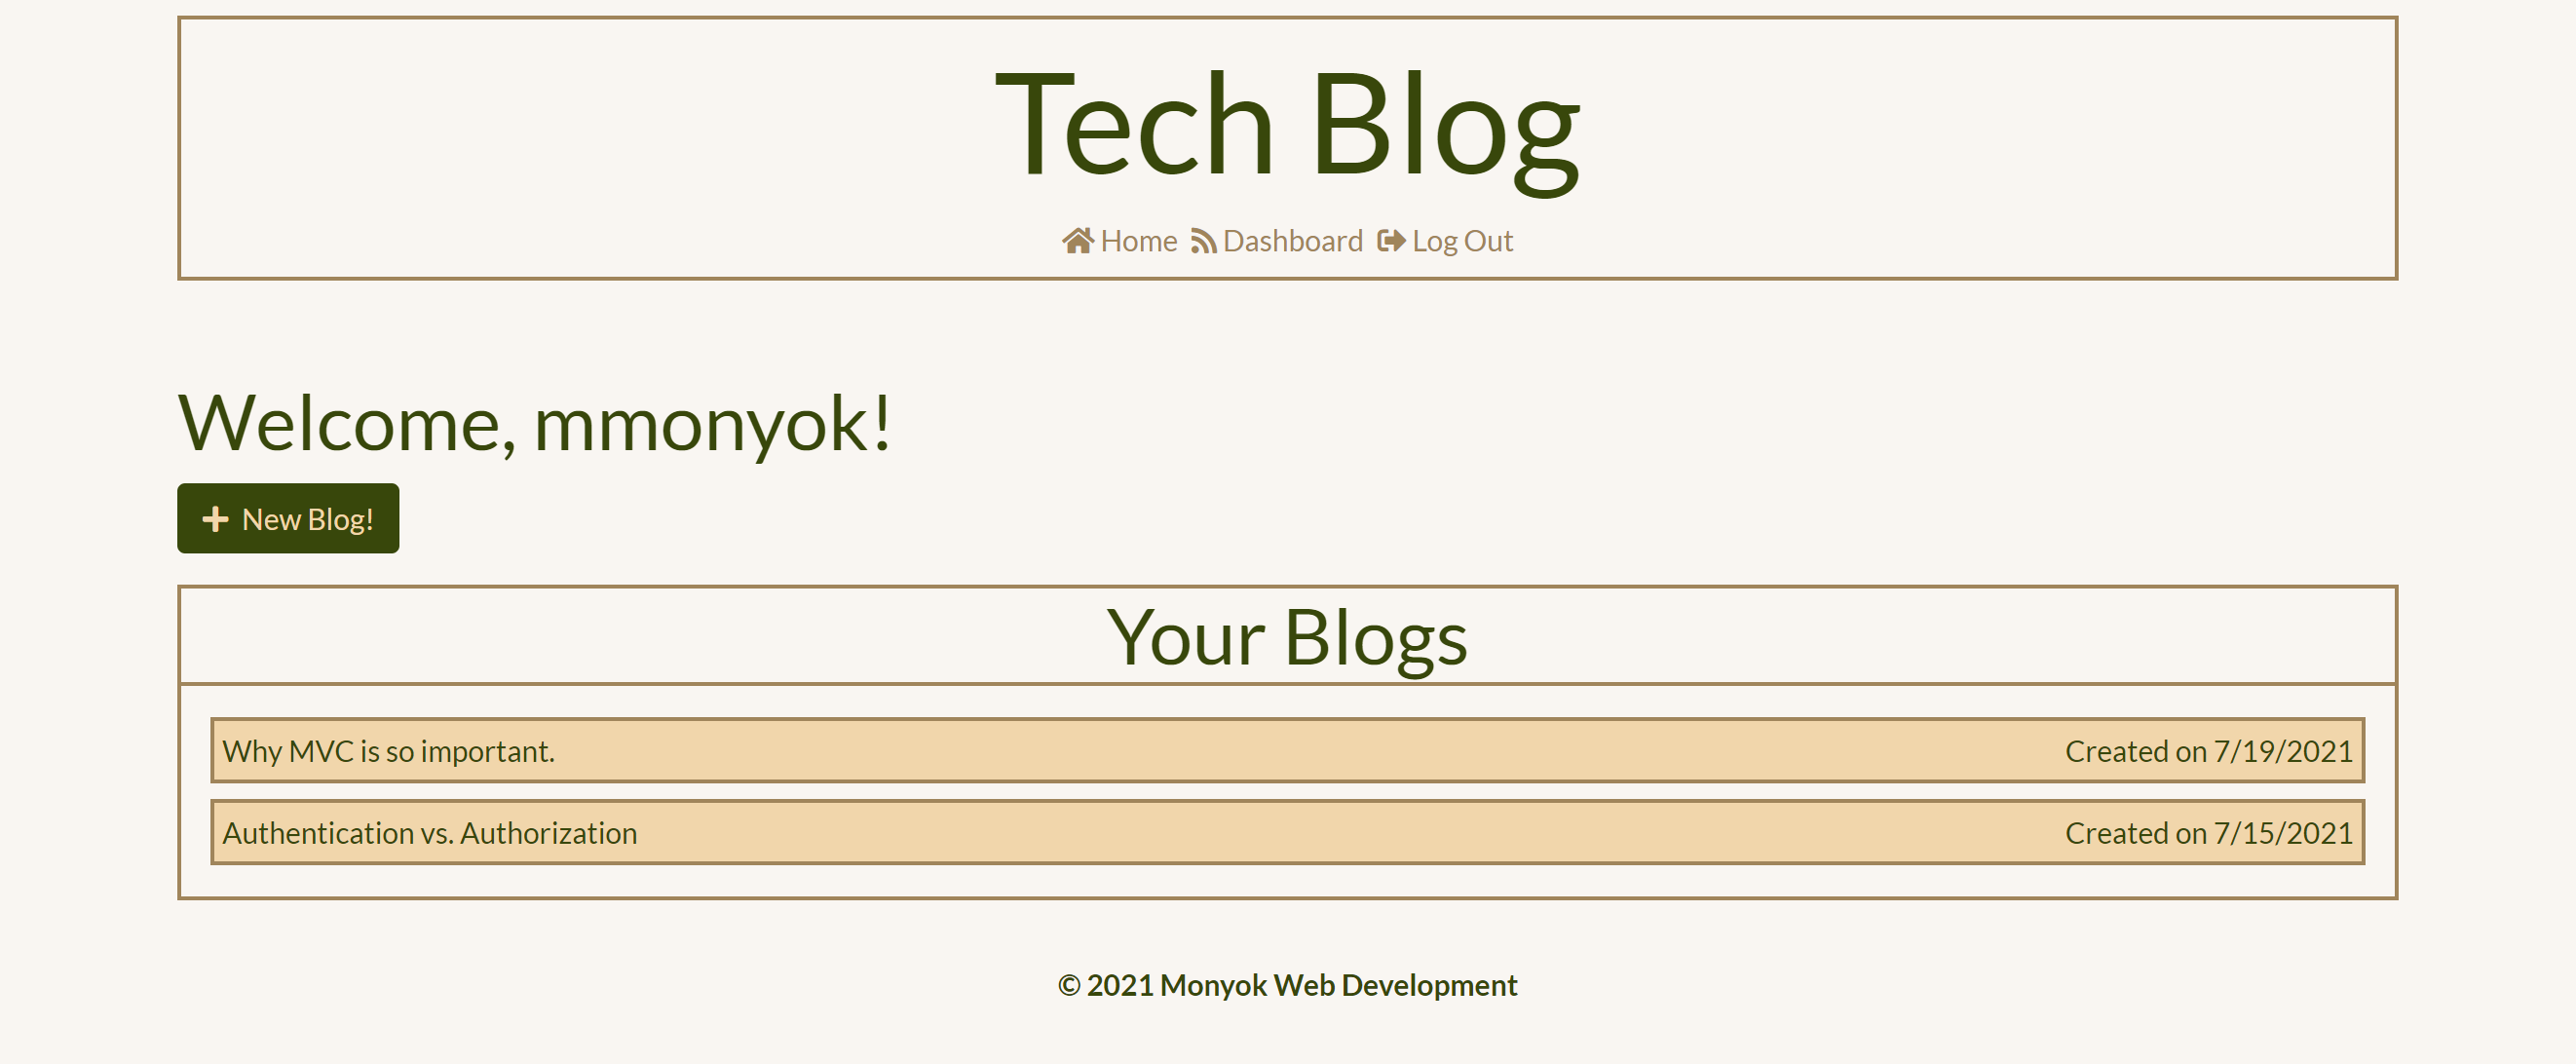 Tech Blog
Home Dashboard Log Out
Welcome, mmonyok!
New Blog!
Your Blogs
Why MVC is so important. Created on 7/19/2021
Authentication vs. Authorization Created on 7/15/2021
© 2021 Monyok Web Development